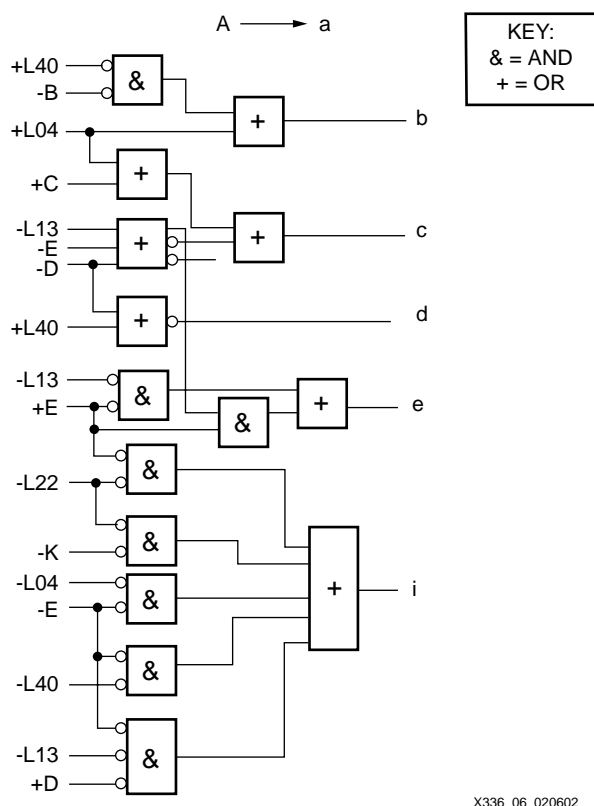 A a
KEY:
& = AND
+ = OR
+L40
&
-B
+ b
+L04
+
+C
-L13
+ + c
-E
-D
+ d
+L40
-L13
& + e
+E
&
&
-L22
&
-K
-L04
& + i
-E
&
-L40
&
-L13
+D
X336_06_020602